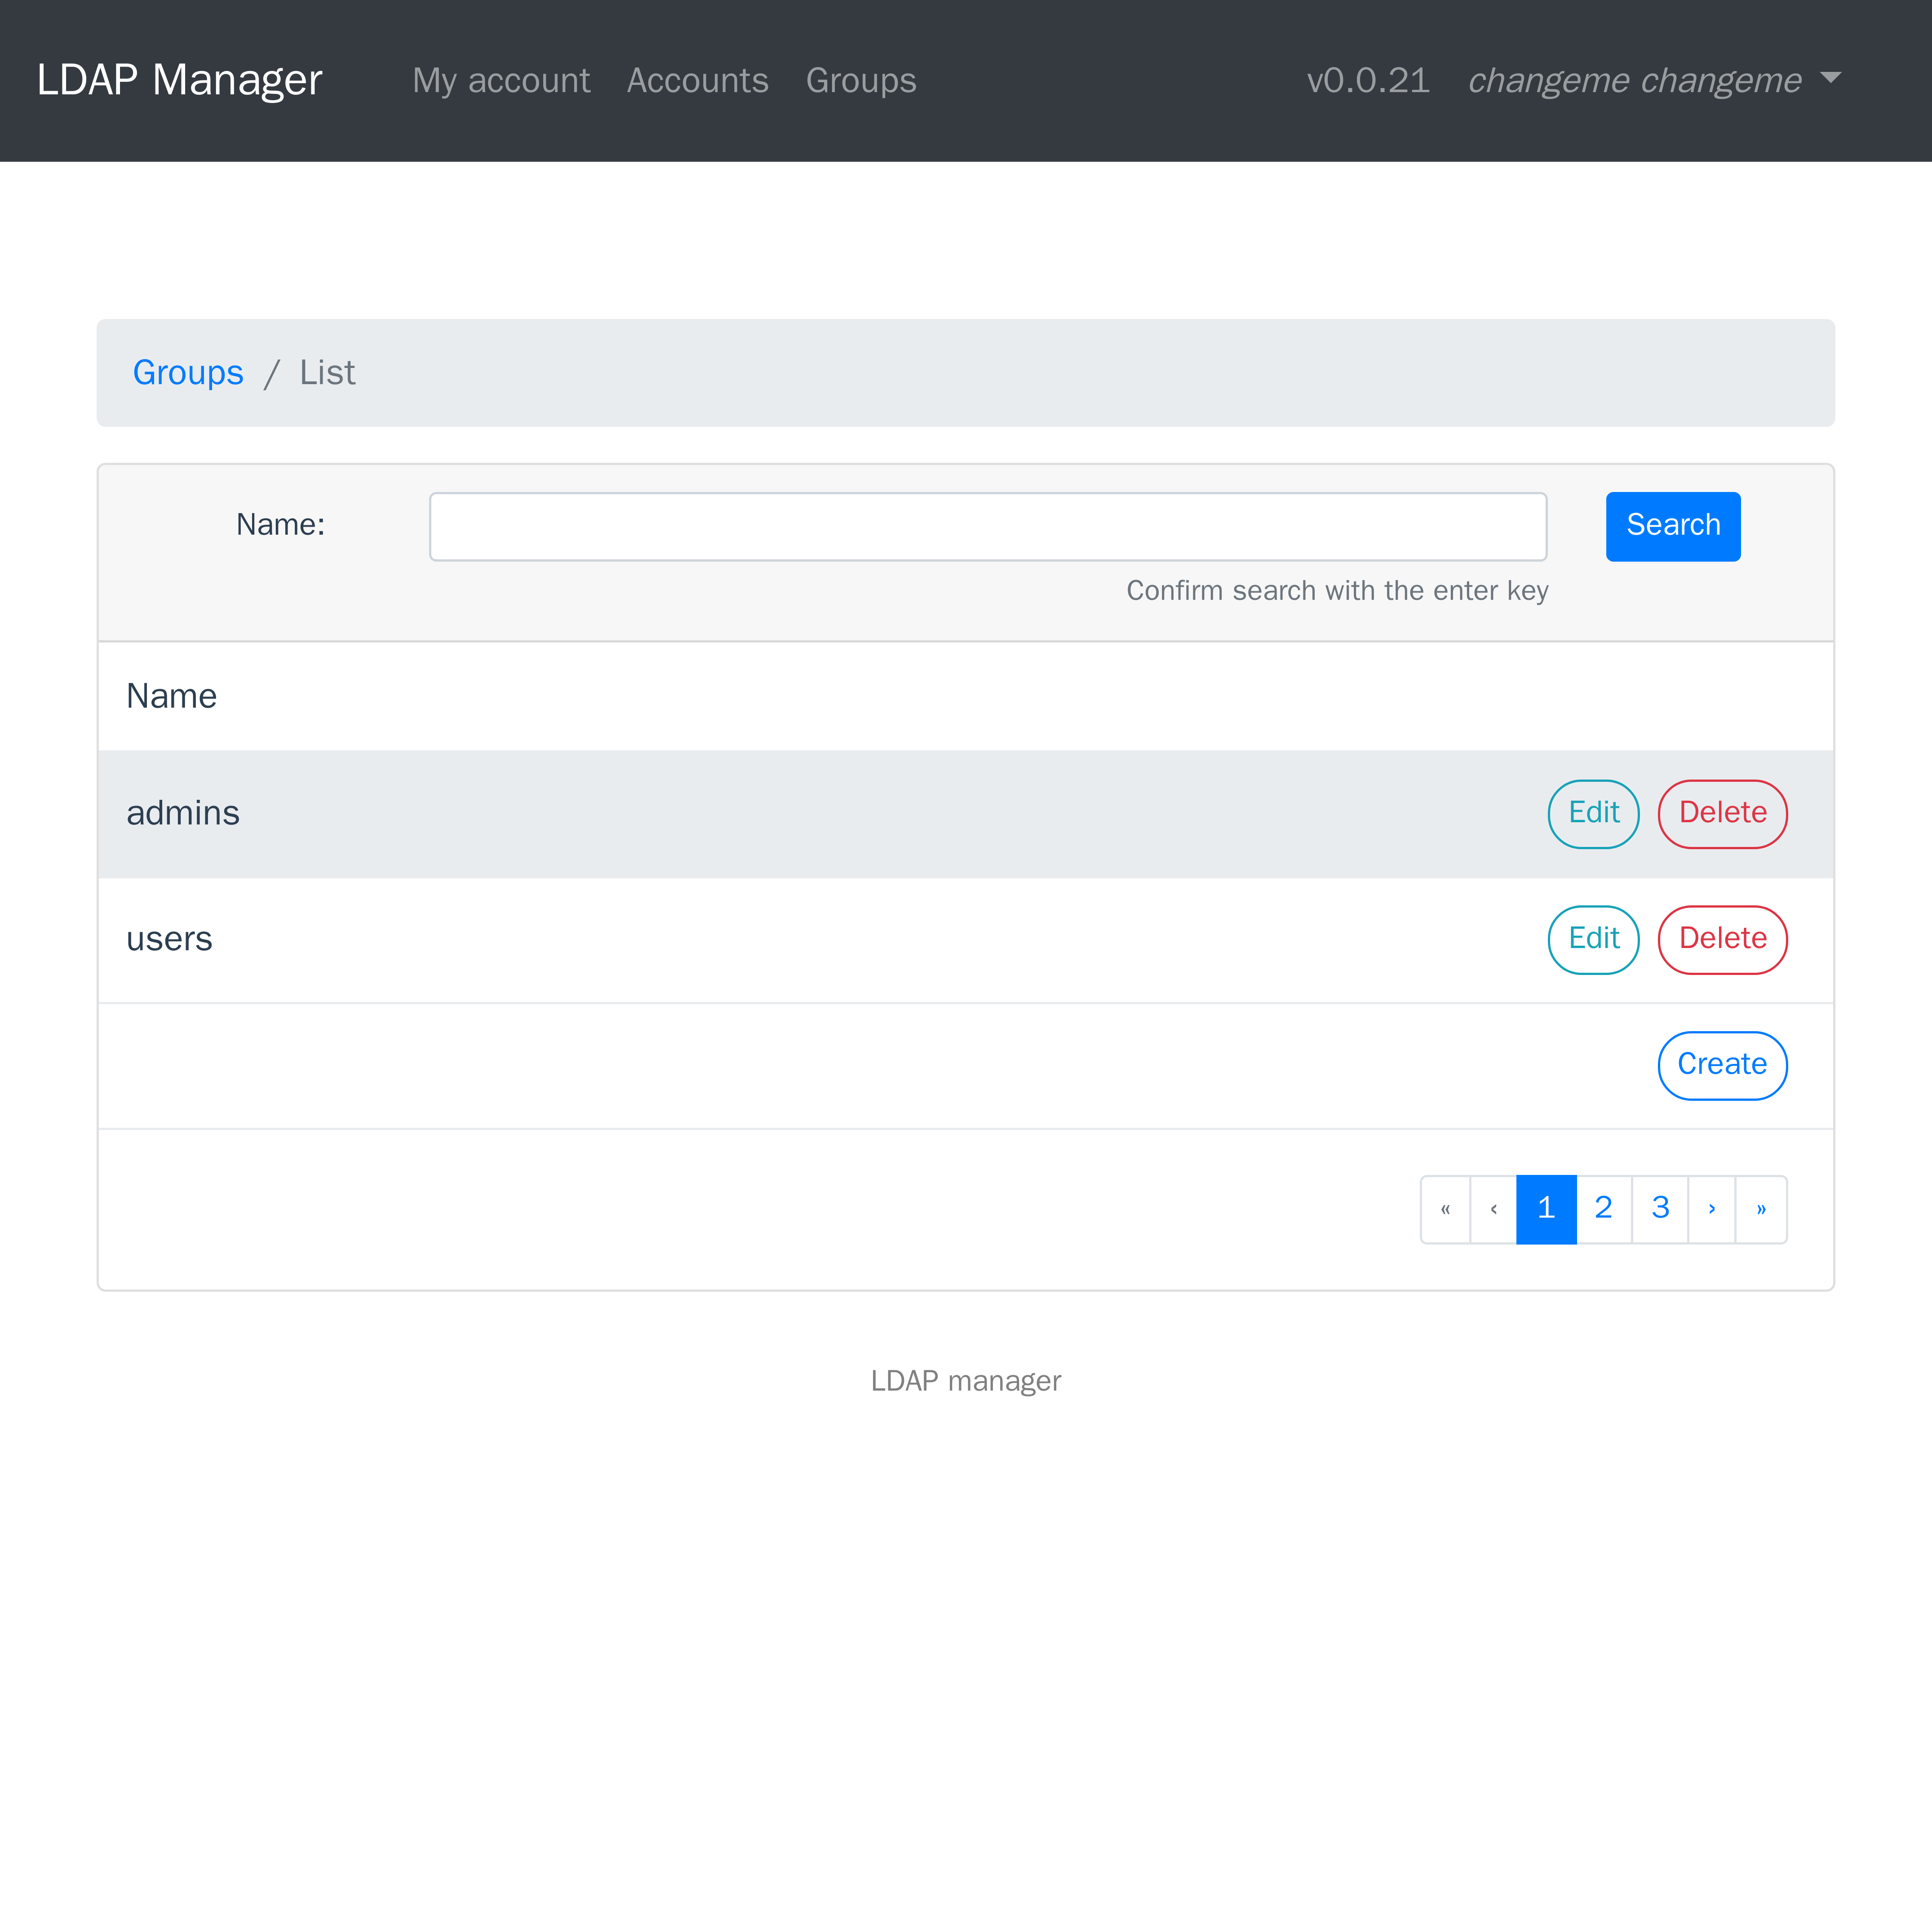 LDAP Manager My account Accounts Groups v0.0.21 changeme changeme
Groups / List
Name: Search
Confirm search with the enter key
Name
admins Edit Delete
users Edit Delete
Create
« ‹ 1 2 3 › »
LDAP manager